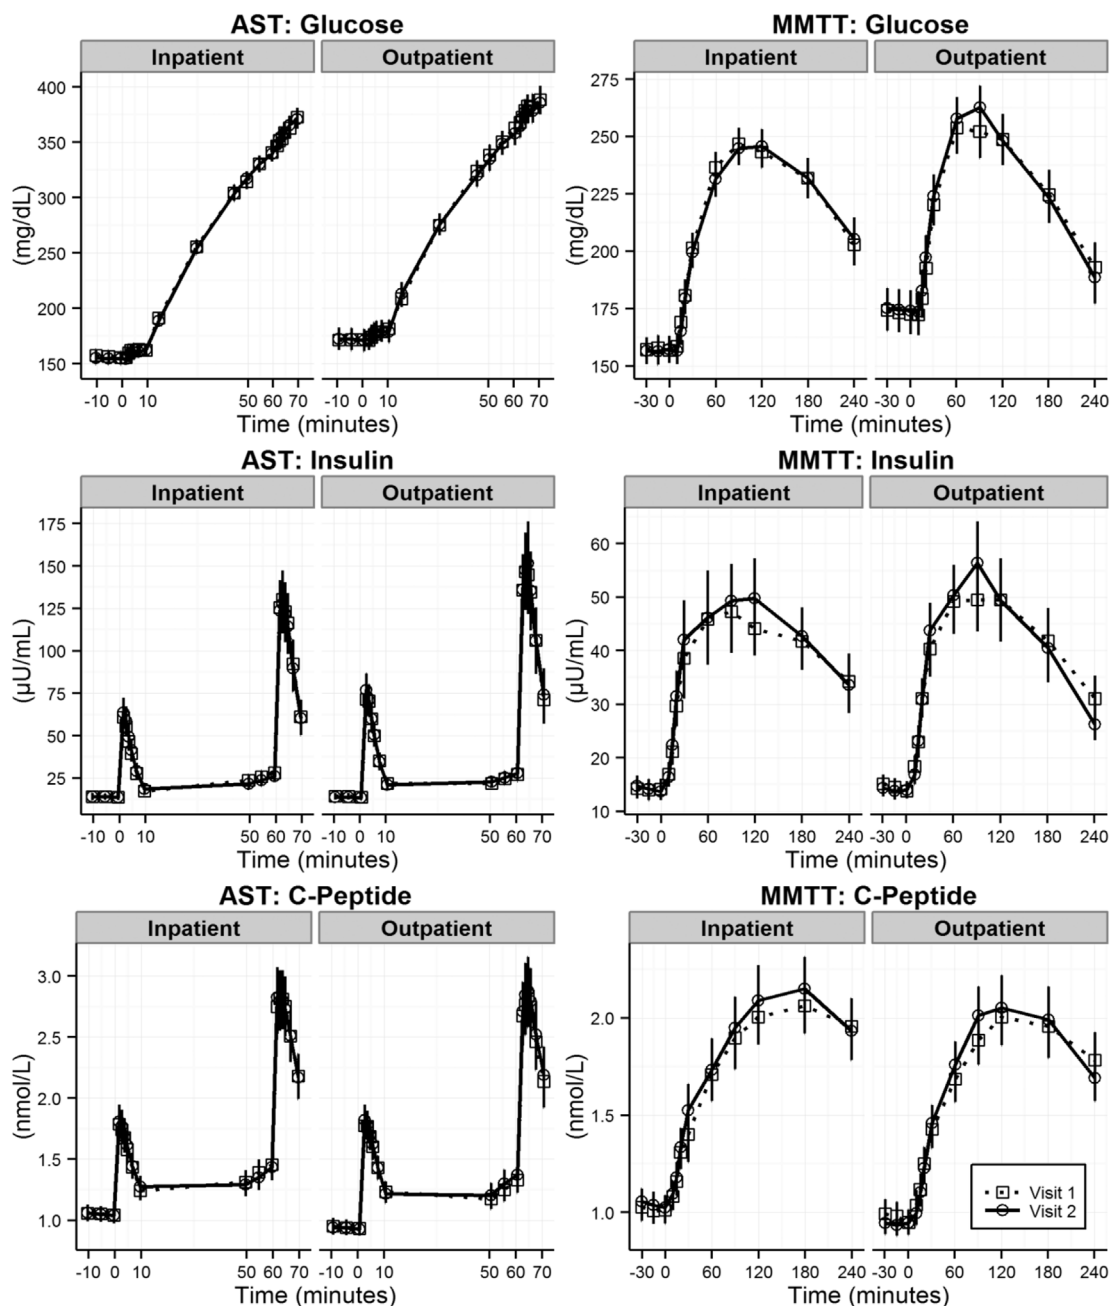 AST: Glucose
Inpatient
Outpatient
(mg/dL)
400
350
300
250
200
150
-10 0 10 50 60 70
-10 0 10 50 60 70
Time (minutes)
MMTT: Glucose
Inpatient
Outpatient
(mg/dL)
275
250
225
200
175
150
-30 0 60 120 180 240
-30 0 60 120 180 240
Time (minutes)
AST: Insulin
Inpatient
Outpatient
(µU/mL)
175
150
125
100
75
50
25
-10 0 10 50 60 70
-10 0 10 50 60 70
Time (minutes)
MMTT: Insulin
Inpatient
Outpatient
(µU/mL)
60
50
40
30
20
10
-30 0 60 120 180 240
-30 0 60 120 180 240
Time (minutes)
AST: C-Peptide
Inpatient
Outpatient
(nmol/L)
3.0
2.5
2.0
1.5
1.0
-10 0 10 50 60 70
-10 0 10 50 60 70
Time (minutes)
MMTT: C-Peptide
Inpatient
Outpatient
(nmol/L)
2.0
1.5
1.0
-30 0 60 120 180 240
-30 0 60 120 180 240
Time (minutes)
Visit 1
Visit 2